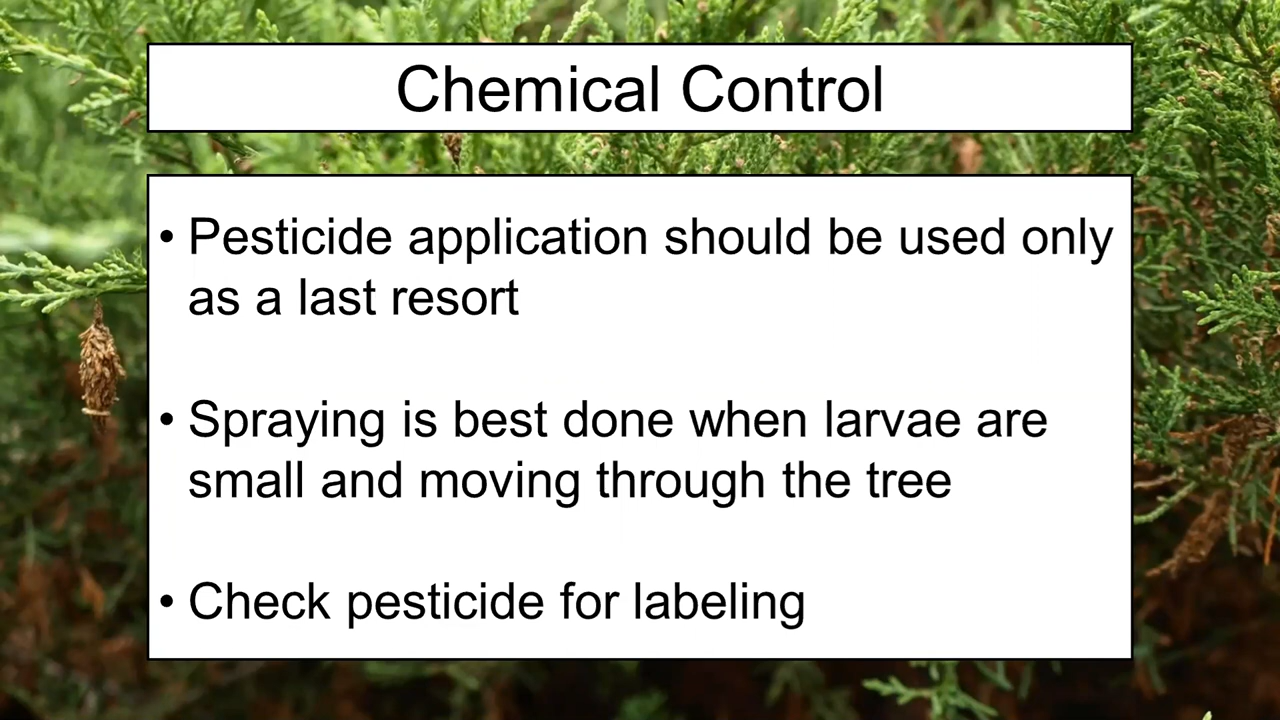 Chemical Control
• Pesticide application should be used only
as a last resort
• Spraying is best done when larvae are
small and moving through the tree
• Check pesticide for labeling